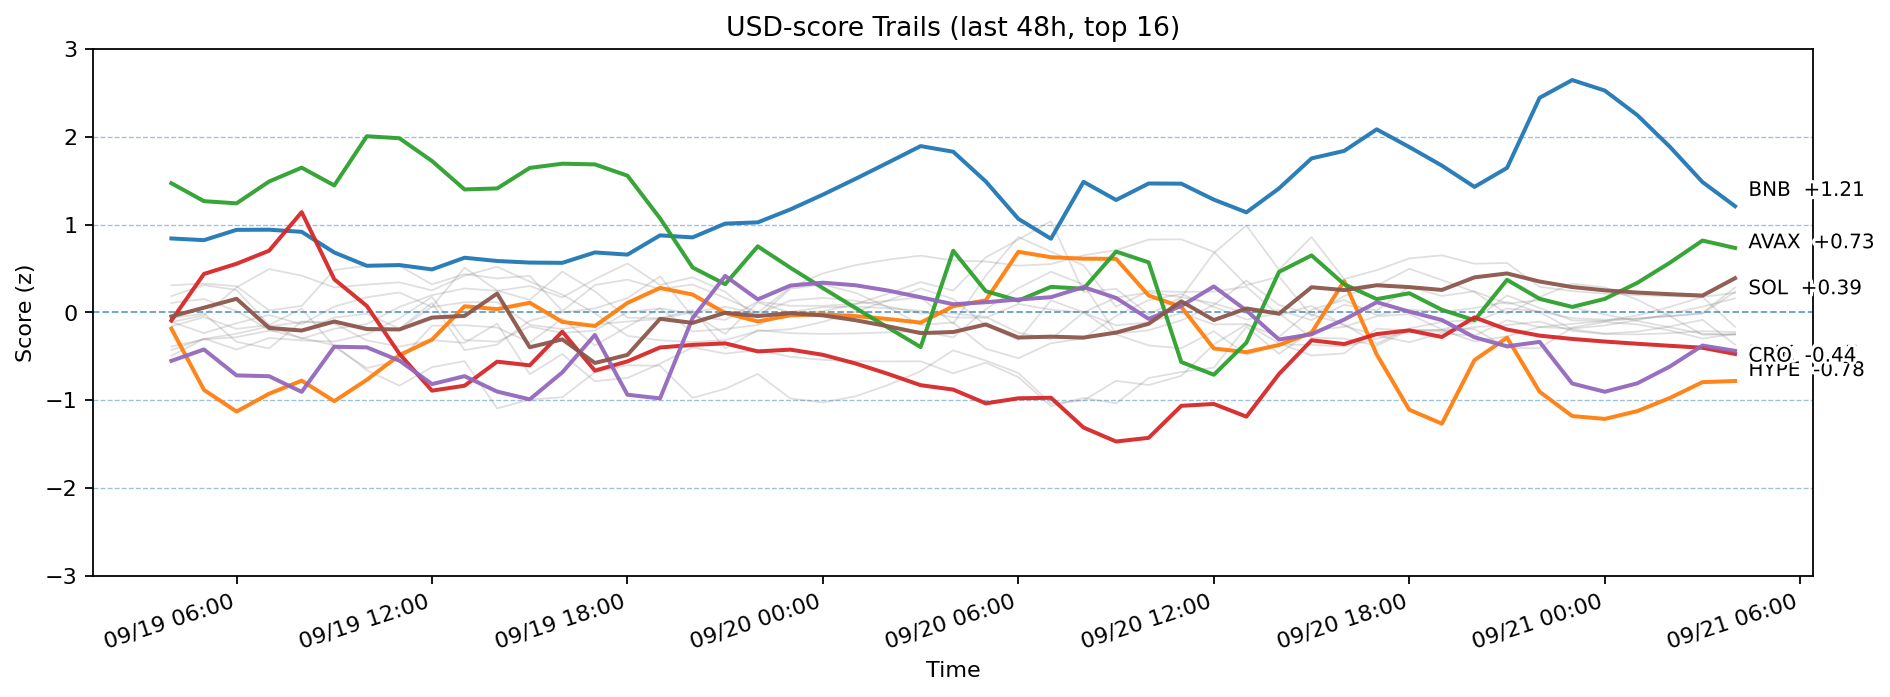 USD-score Trails (last 48h, top 16)
Score (z)
3
2
1
0
−1
−2
−3
BNB +1.21
AVAX +0.73
SOL +0.39
CRO -0.44
HYPE -0.78
09/19 06:00
09/19 12:00
09/19 18:00
09/20 00:00
09/20 06:00
09/20 12:00
09/20 18:00
09/21 00:00
09/21 06:00
Time